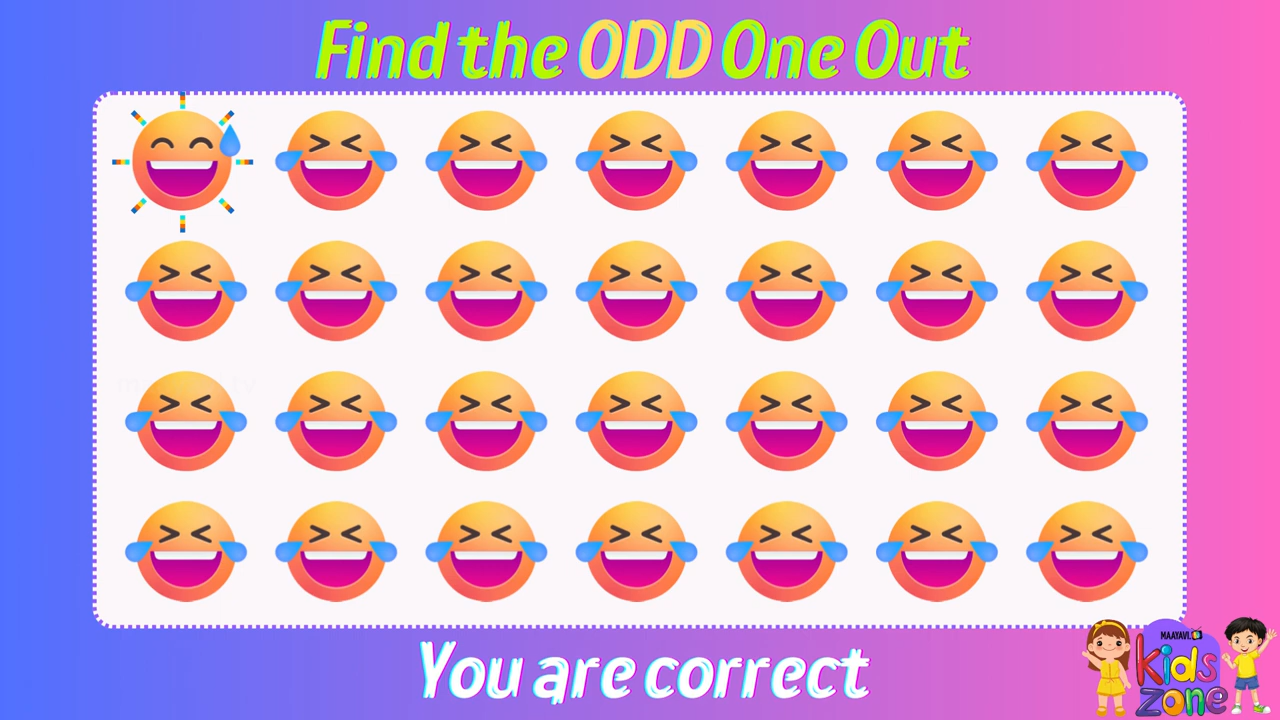 Find the ODD One Out
You are correct
MAAYAVI.
kids
zone